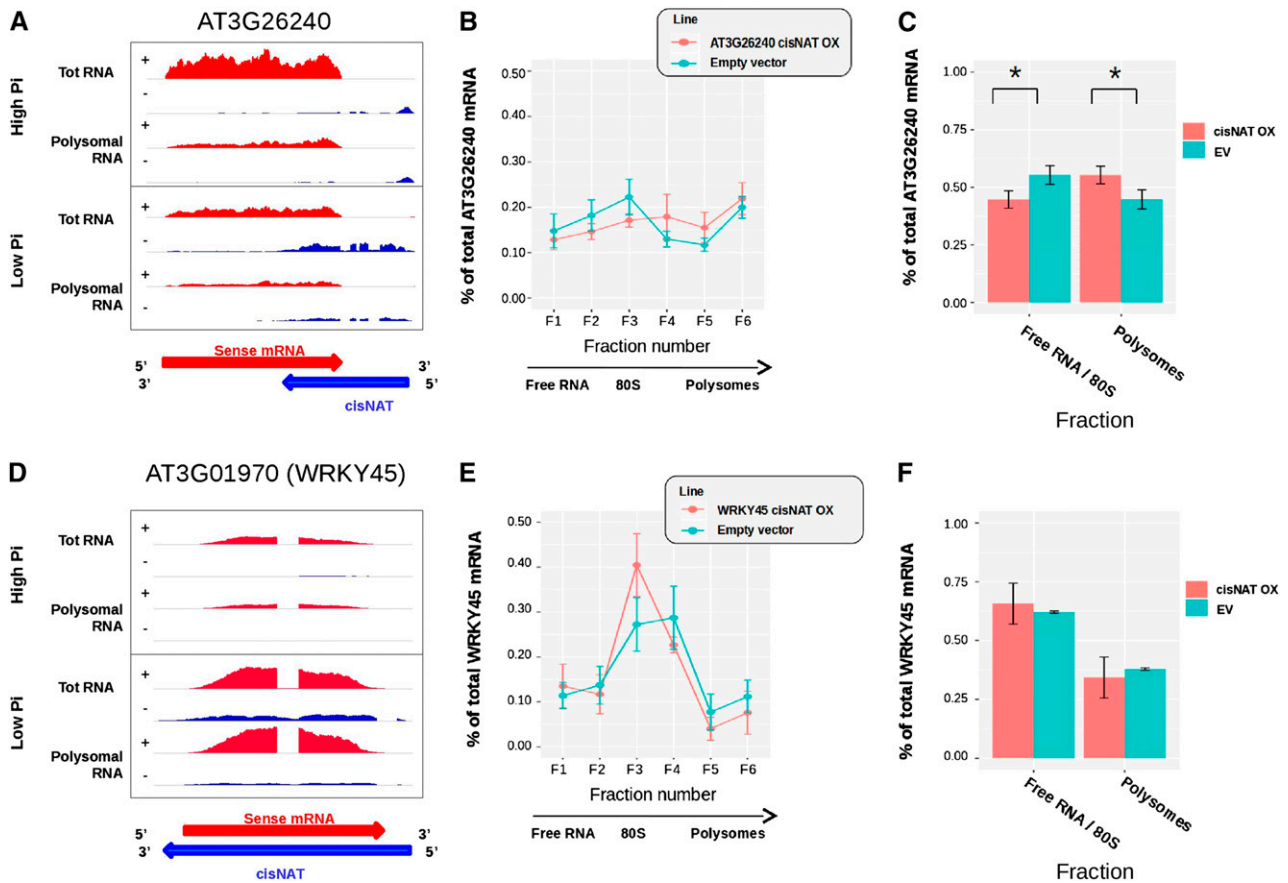 A
AT3G26240
High Pi
Tot RNA
+
-
Polysomal
RNA
+
-
Low Pi
Tot RNA
+
-
Polysomal
RNA
+
-
5’
3’
Sense mRNA
3’
5’
cisNAT
B
Line
AT3G26240 cisNAT OX
Empty vector
% of total AT3G26240 mRNA
0.50
0.40
0.30
0.20
0.10
0.00
F1 F2 F3 F4 F5 F6
Fraction number
Free RNA 80S Polysomes
C
% of total AT3G26240 mRNA
1.00
0.75
0.50
0.25
0.00
* *
cisNAT OX
EV
Free RNA / 80S
Polysomes
Fraction
D
AT3G01970 (WRKY45)
High Pi
Tot RNA
+
-
Polysomal
RNA
+
-
Low Pi
Tot RNA
+
-
Polysomal
RNA
+
-
5’
3’
Sense mRNA
3’
5’
cisNAT
E
Line
WRKY45 cisNAT OX
Empty vector
% of total WRKY45 mRNA
0.50
0.40
0.30
0.20
0.10
0.00
F1 F2 F3 F4 F5 F6
Fraction number
Free RNA 80S Polysomes
F
% of total WRKY45 mRNA
1.00
0.75
0.50
0.25
0.00
cisNAT OX
EV
Free RNA / 80S
Polysomes
Fraction